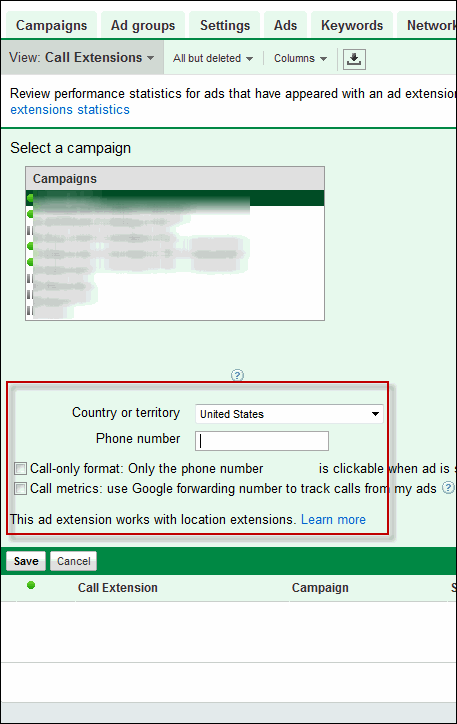 Campaigns Ad groups Settings Ads Keywords Network
View: Call Extensions All but deleted Columns
Review performance statistics for ads that have appeared with an ad extension
extensions statistics
Select a campaign
Campaigns
?
Country or territory United States
Phone number
Call-only format: Only the phone number is clickable when ad is s
Call metrics: use Google forwarding number to track calls from my ads ?
This ad extension works with location extensions. Learn more
Save Cancel
Call Extension Campaign S